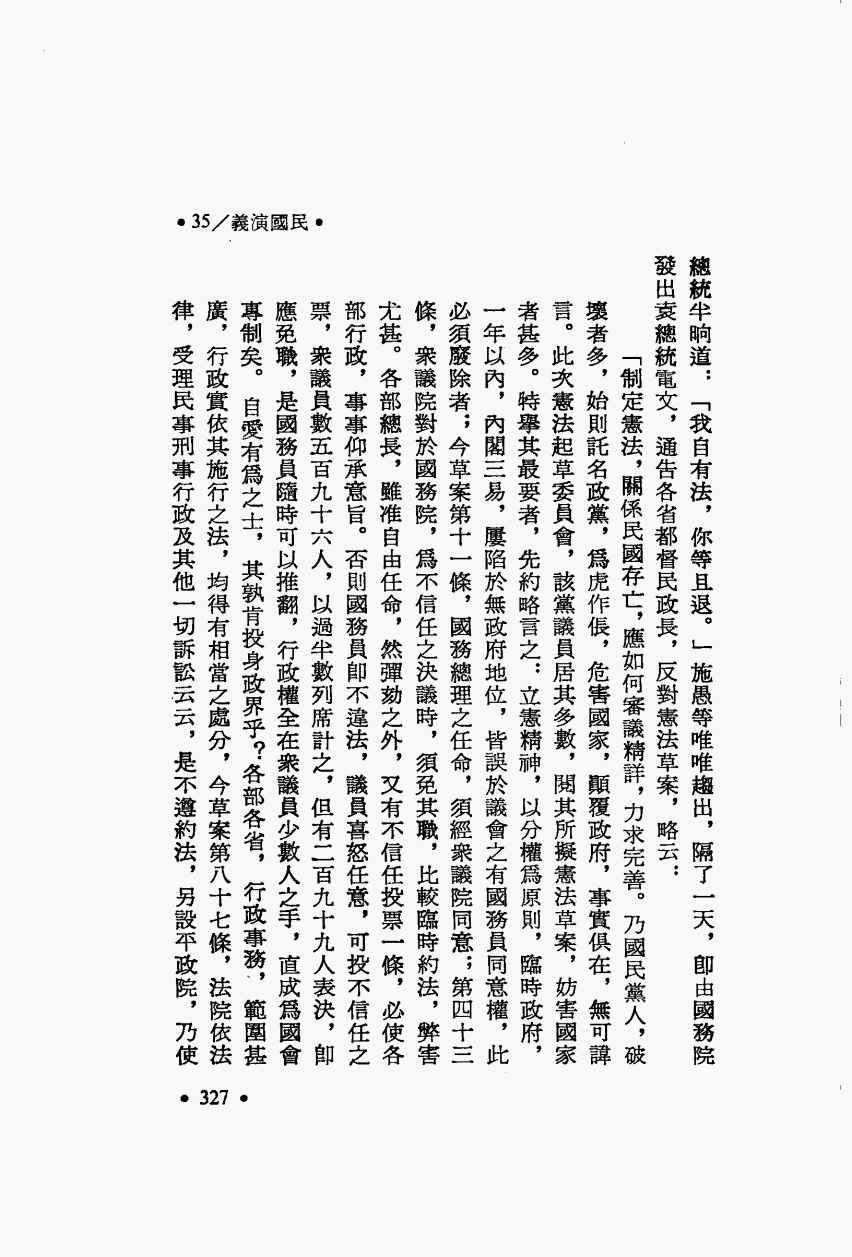 •35／義演國民•
總統半晌道：「我自有法，你等且退。」施愚等唯唯趨出，隔了一天，卽由國務院
發出袁總統電文，通告各省都督民政長，反對憲法草案，略云：
「制定憲法，關係民國存亡，應如何審議精詳，力求完善。乃國民黨人，破
壞者多，始則託名政黨，爲虎作倀，危害國家，顚覆政府，事實俱在，無可諱
言。此次憲法起草委員會，該黨議員居其多數，閱其所擬憲法草案，妨害國家
者甚多。特舉其最要者，先約略言之：立憲精神，以分權爲原則，臨時政府，
一年以內，內閣三易，屢陷於無政府地位，皆誤於議會之有國務員同意權，此
必須廢除者；今草案第十一條，國務總理之任命，須經衆議院同意；第四十三
條，衆議院對於國務院，爲不信任之決議時，須免其職，比較臨時約法，弊害
尤甚。各部總長，雖准自由任命，然彈劾之外，又有不信任投票一條，必使各
部行政，事事仰承意旨。否則國務員卽不違法，議員喜怒任意，可投不信任之
票，衆議員數五百九十六人，以過半數列席計之，但有二百九十九人表決，卽
應免職，是國務員隨時可以推翻，行政權全在衆議員少數人之手，直成爲國會
專制矣。自愛有爲之士，其孰肯投身政界乎？各部各省，行政事務，範圍甚
廣，行政實依其施行之法，均得有相當之處分，今草案第八十七條，法院依法
律，受理民事刑事行政及其他一切訴訟云云，是不遵約法，另設平政院，乃使
•327•